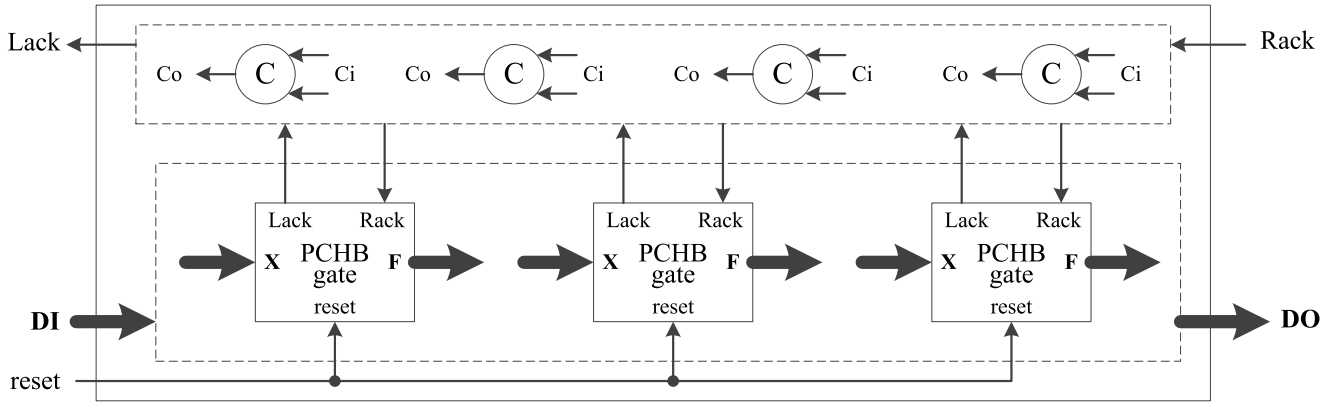 Lack Rack
Co C Ci Co C Ci Co C Ci Co C Ci
Lack Rack Lack Rack Lack Rack
X PCHB gate F X PCHB gate F X PCHB gate F
reset reset reset
DI DO
reset